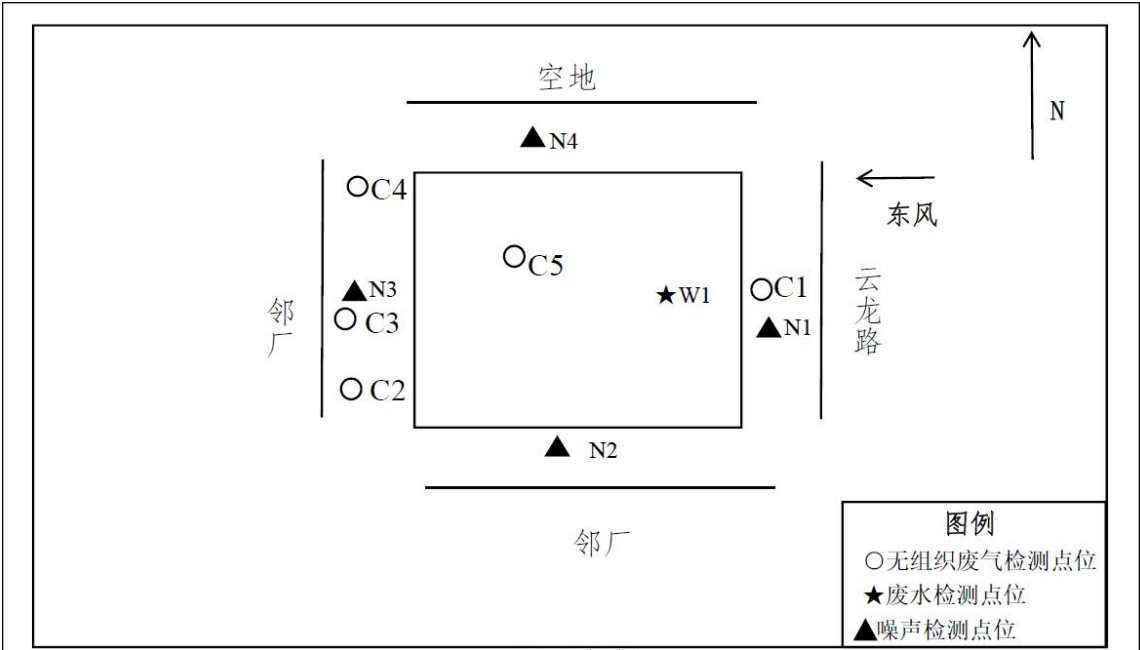 空地
N
N4
C4
东风
C5
云龙路
N3
W1
C1
邻厂
C3
N1
C2
N2
邻厂
图例
○无组织废气检测点位
★废水检测点位
▲噪声检测点位